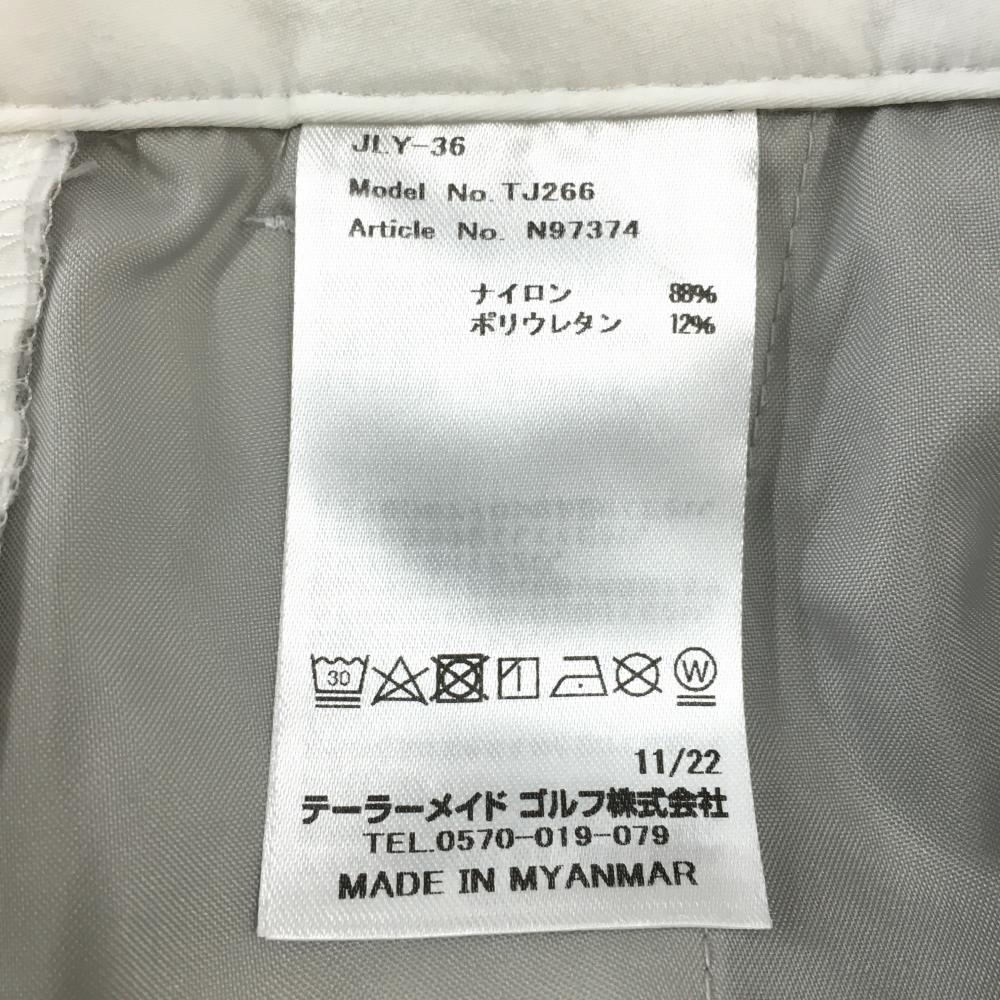 JLY-36
Model No. TJ266
Article No. N97374
ナイロン 88%
ポリウレタン 12%
30 W
11/22
テーラーメイド ゴルフ株式会社
TEL.0570-019-079
MADE IN MYANMAR